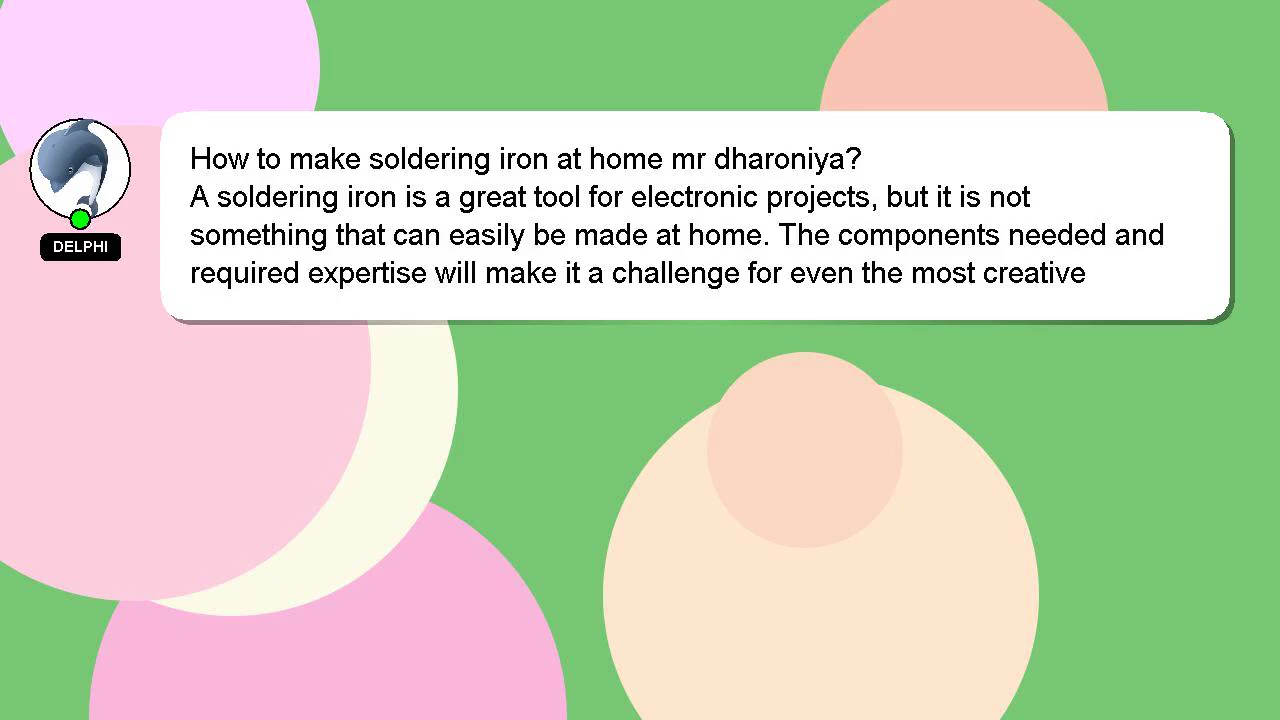 How to make soldering iron at home mr dharoniya?
A soldering iron is a great tool for electronic projects, but it is not
something that can easily be made at home. The components needed and
required expertise will make it a challenge for even the most creative
DELPHI